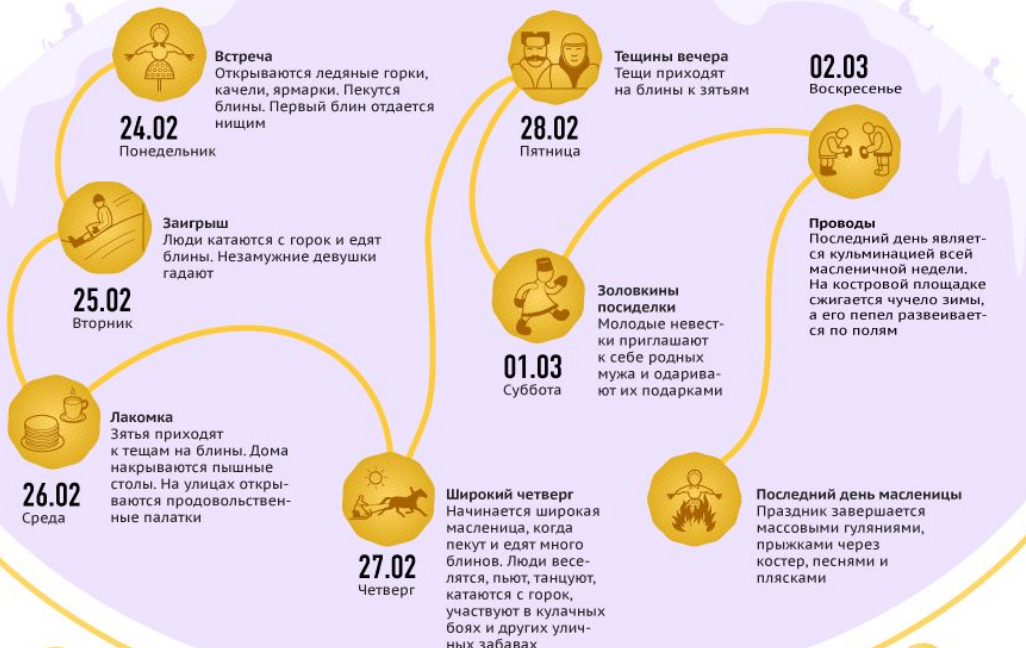 Встреча
Открываются ледяные горки,
качели, ярмарки. Пекутся
блины. Первый блин отдается
нищим
24.02
Понедельник
Заигрыш
Люди катаются с горок и едят
блины. Незамужние девушки
гадают
25.02
Вторник
Лакомка
Зятья приходят
к тещам на блины. Дома
накрываются пышные
столы. На улицах откры-
ваются продовольствен-
ные палатки
26.02
Среда
Широкий четверг
Начинается широкая
масленица, когда
пекут и едят много
блинов. Люди весе-
лятся, пьют, танцуют,
катаются с горок,
участвуют в кулачных
боях и других улич-
ных забавах
27.02
Четверг
Тещины вечера
Тещи приходят
на блины к зятьям
28.02
Пятница
Золовкины
посиделки
Молодые невест-
ки приглашают
к себе родных
мужа и одарива-
ют их подарками
01.03
Суббота
02.03
Воскресенье
Проводы
Последний день являет-
ся кульминацией всей
масленичной недели.
На костровой площадке
сжигается чучело зимы,
а его пепел развеивает-
ся по полям
Последний день масленицы
Праздник завершается
массовыми гуляниями,
прыжками через
костер, песнями и
плясками